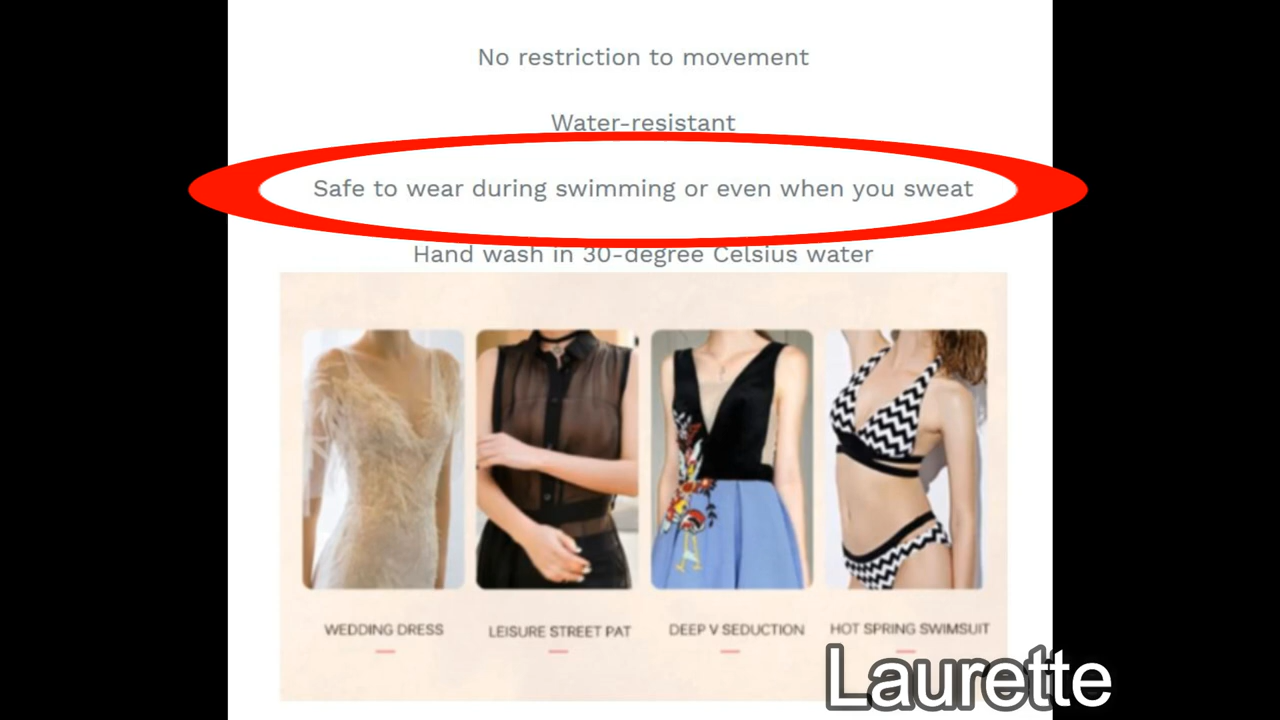 No restriction to movement
Water-resistant
Safe to wear during swimming or even when you sweat
Hand wash in 30-degree Celsius water
WEDDING DRESS
LEISURE STREET PAT
DEEP V SEDUCTION
HOT SPRING SWIMSUIT
Laurette